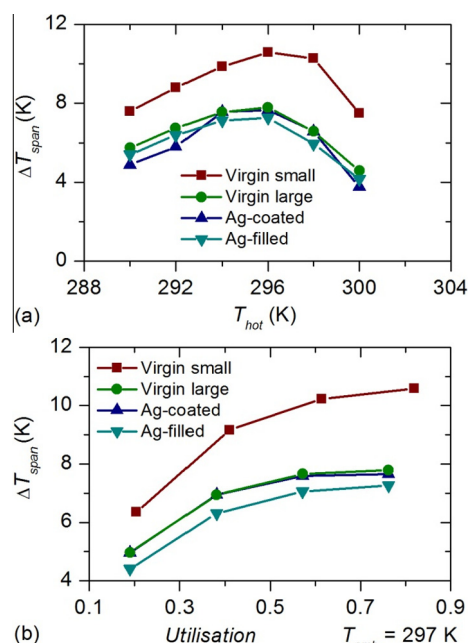 12
8
4
0
ΔT_span (K)
Virgin small
Virgin large
Ag-coated
Ag-filled
288 292 296 300 304
(a) T_hot (K)
12
10
8
6
4
ΔT_span (K)
Virgin small
Virgin large
Ag-coated
Ag-filled
0.1 0.3 0.5 0.7 0.9
(b) Utilisation = 297 K